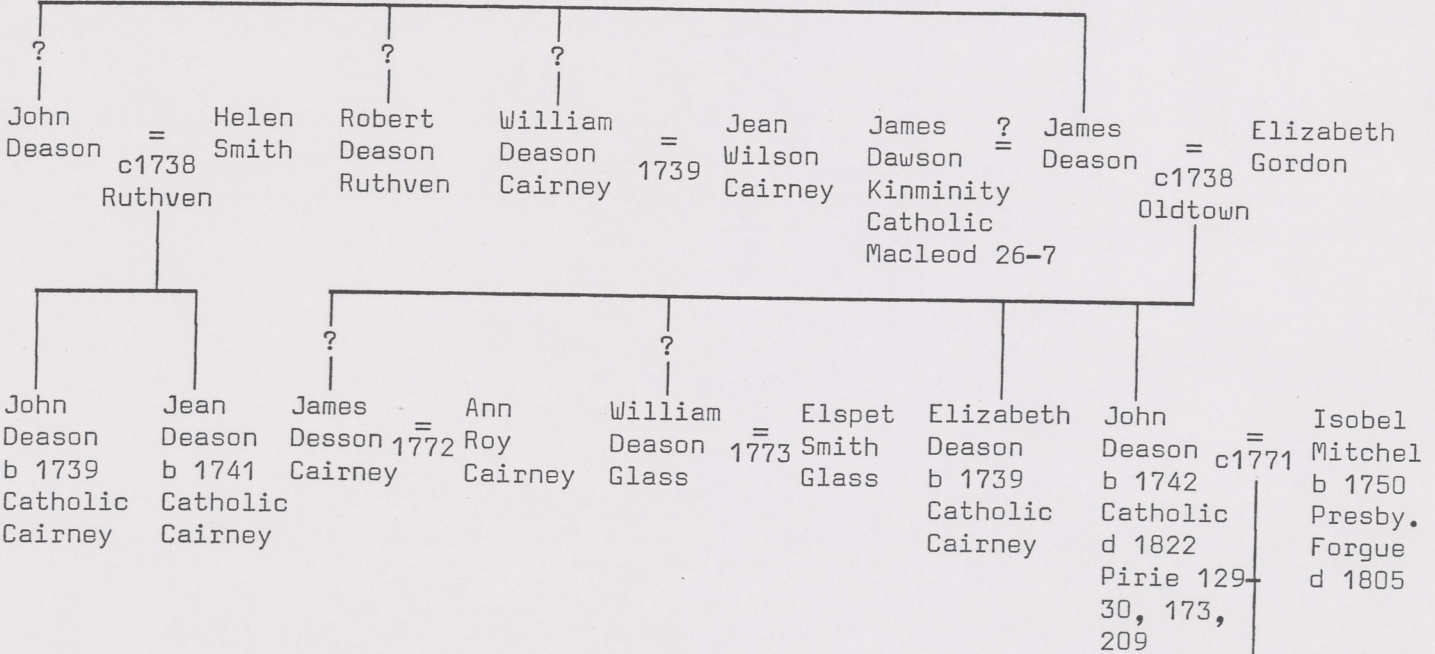 ?
?
?
John
Deason
=
c1738
Ruthven
Helen
Smith
Robert
Deason
Ruthven
William
Deason
Cairney
=
1739
Jean
Wilson
Cairney
James
Dawson
Kinminity
Catholic
Macleod 26-7
?
=
James
Deason
=
c1738
Oldtown
Elizabeth
Gordon
?
?
John
Deason
b 1739
Catholic
Cairney
Jean
Deason
b 1741
Catholic
Cairney
James
Desson
Cairney
=
1772
Ann
Roy
Cairney
William
Deason
Glass
=
1773
Elspet
Smith
Glass
Elizabeth
Deason
b 1739
Catholic
Cairney
John
Deason
b 1742
Catholic
d 1822
Pirie 129-
30, 173,
209
=
c1771
Isobel
Mitchel
b 1750
Presby.
Forgue
d 1805